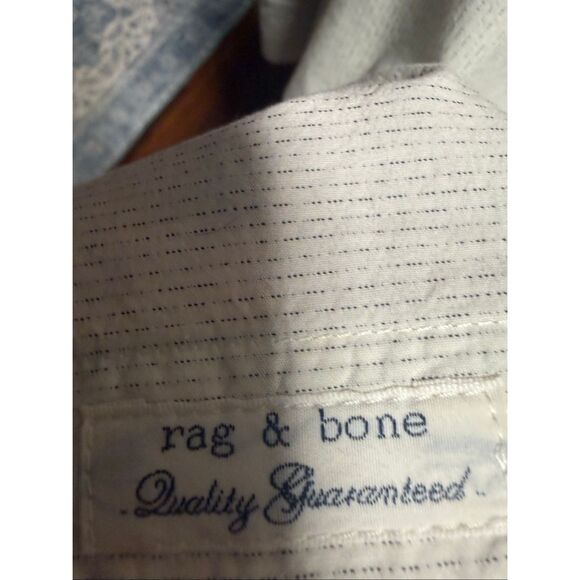 rag & bone
- Quality Guaranteed -